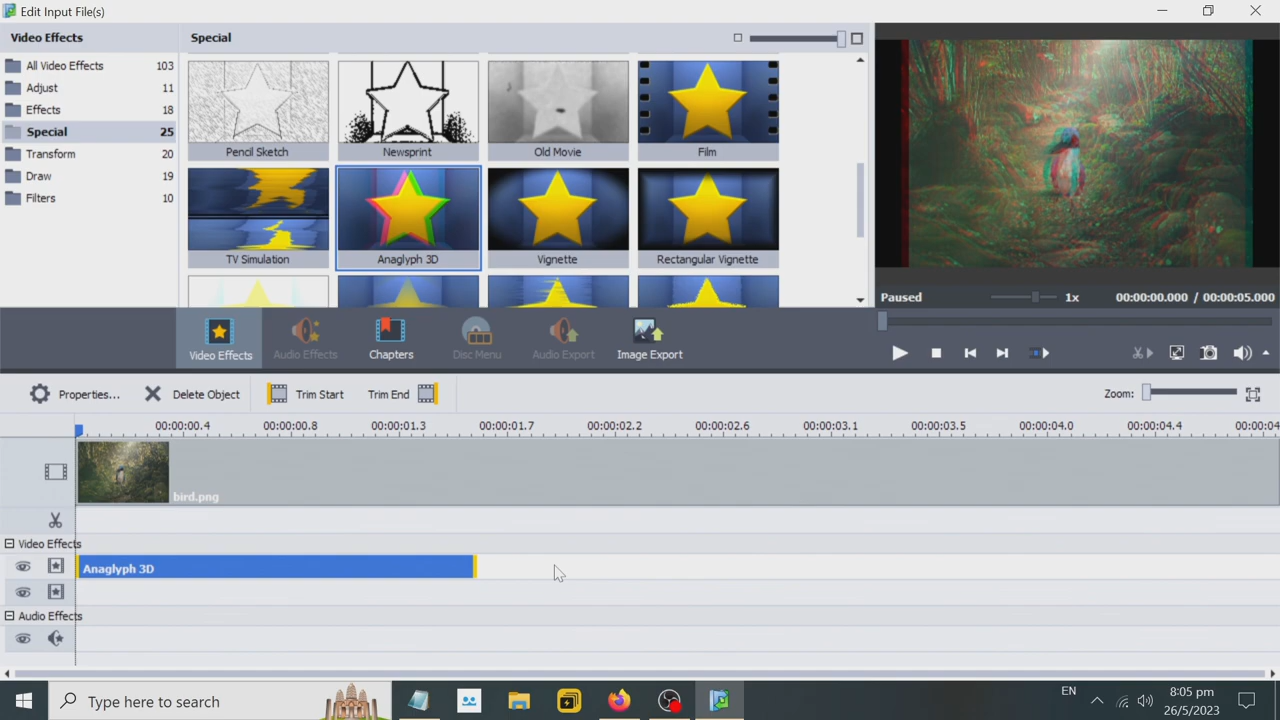 Edit Input File(s)
Video Effects
Special
All Video Effects 103
Adjust 11
Effects 18
Special 25
Transform 20
Draw 19
Filters 10
Pencil Sketch
Newsprint
Old Movie
Film
TV Simulation
Anaglyph 3D
Vignette
Rectangular Vignette
Paused
1x
00:00:00.000 / 00:00:05.000
Video Effects
Audio Effects
Chapters
Disc Menu
Audio Export
Image Export
Properties...
Delete Object
Trim Start
Trim End
Zoom:
00:00:00.4 00:00:00.8 00:00:01.3 00:00:01.7 00:00:02.2 00:00:02.6 00:00:03.1 00:00:03.5 00:00:04.0 00:00:04.4 00:00:04
bird.png
Video Effects
Anaglyph 3D
Audio Effects
Type here to search
EN
8:05 pm
26/5/2023